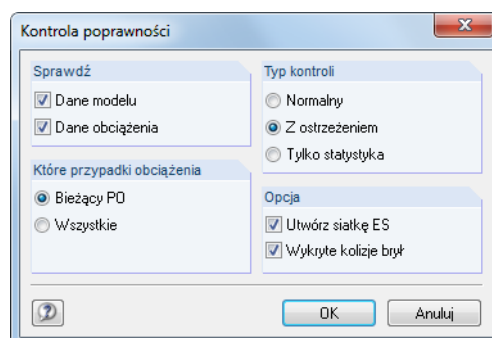 Kontrola poprawności
Sprawdź
Dane modelu
Dane obciążenia
Które przypadki obciążenia
Bieżący PO
Wszystkie
Typ kontroli
Normalny
Z ostrzeżeniem
Tylko statystyka
Opcja
Utwórz siatkę ES
Wykryte kolizje brył
OK
Anuluj